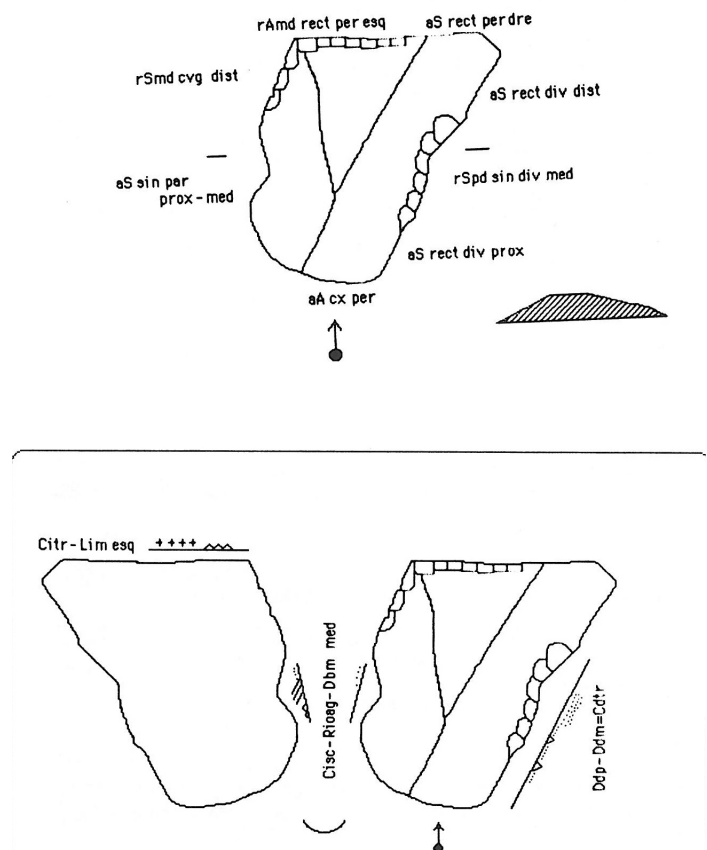 rAmd rect per esq
aS rect per dre
rSmd cvg dist
aS rect div dist
aS sin par
prox-med
rSpd sin div med
aS rect div prox
aA cx per
Citr-Lim esq
++++
Cisc-Rioag-Dbm med
Ddp-Ddm=Cdtr